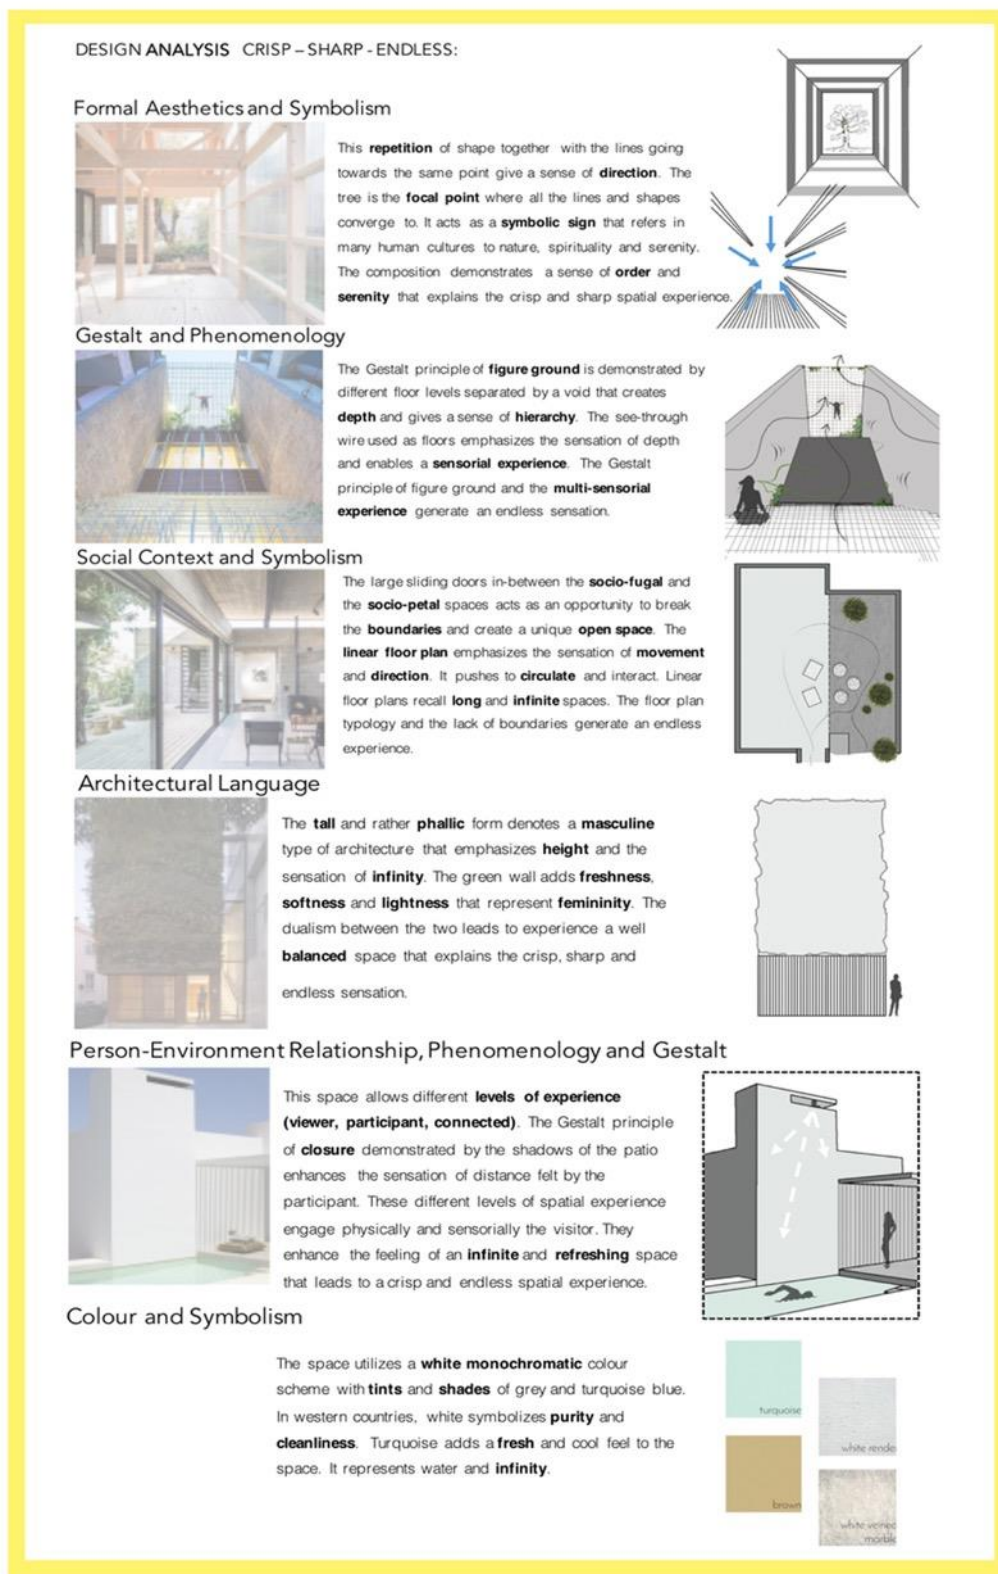 DESIGN ANALYSIS CRISP – SHARP - ENDLESS:
Formal Aesthetics and Symbolism
This repetition of shape together with the lines going
towards the same point give a sense of direction. The
tree is the focal point where all the lines and shapes
converge to. It acts as a symbolic sign that refers in
many human cultures to nature, spirituality and serenity.
The composition demonstrates a sense of order and
serenity that explains the crisp and sharp spatial experience.
Gestalt and Phenomenology
The Gestalt principle of figure ground is demonstrated by
different floor levels separated by a void that creates
depth and gives a sense of hierarchy. The see-through
wire used as floors emphasizes the sensation of depth
and enables a sensorial experience. The Gestalt
principle of figure ground and the multi-sensorial
experience generate an endless sensation.
Social Context and Symbolism
The large sliding doors in-between the socio-fugal and
the socio-petal spaces acts as an opportunity to break
the boundaries and create a unique open space. The
linear floor plan emphasizes the sensation of movement
and direction. It pushes to circulate and interact. Linear
floor plans recall long and infinite spaces. The floor plan
typology and the lack of boundaries generate an endless
experience.
Architectural Language
The tall and rather phallic form denotes a masculine
type of architecture that emphasizes height and the
sensation of infinity. The green wall adds freshness,
softness and lightness that represent femininity. The
dualism between the two leads to experience a well
balanced space that explains the crisp, sharp and
endless sensation.
Person-Environment Relationship, Phenomenology and Gestalt
This space allows different levels of experience
(viewer, participant, connected). The Gestalt principle
of closure demonstrated by the shadows of the patio
enhances the sensation of distance felt by the
participant. These different levels of spatial experience
engage physically and sensorially the visitor. They
enhance the feeling of an infinite and refreshing space
that leads to a crisp and endless spatial experience.
Colour and Symbolism
The space utilizes a white monochromatic colour
scheme with tints and shades of grey and turquoise blue.
In western countries, white symbolizes purity and
cleanliness. Turquoise adds a fresh and cool feel to the
space. It represents water and infinity.
turquoise
white rende
brown
white veined
marble